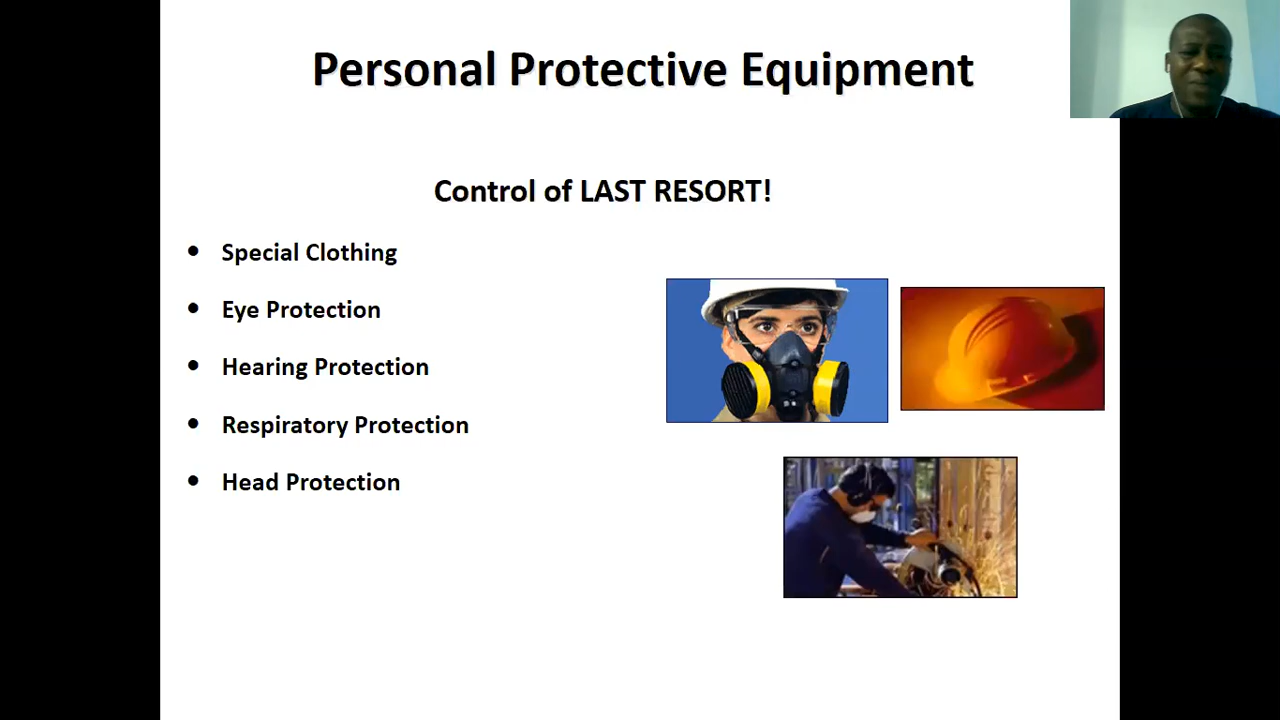 Personal Protective Equipment
Control of LAST RESORT!
• Special Clothing
• Eye Protection
• Hearing Protection
• Respiratory Protection
• Head Protection